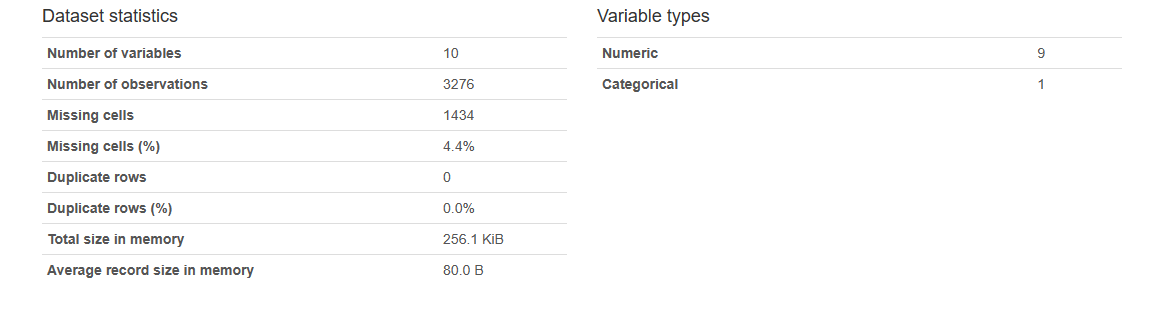 Dataset statistics
Number of variables 10
Number of observations 3276
Missing cells 1434
Missing cells (%) 4.4%
Duplicate rows 0
Duplicate rows (%) 0.0%
Total size in memory 256.1 KiB
Average record size in memory 80.0 B
Variable types
Numeric 9
Categorical 1